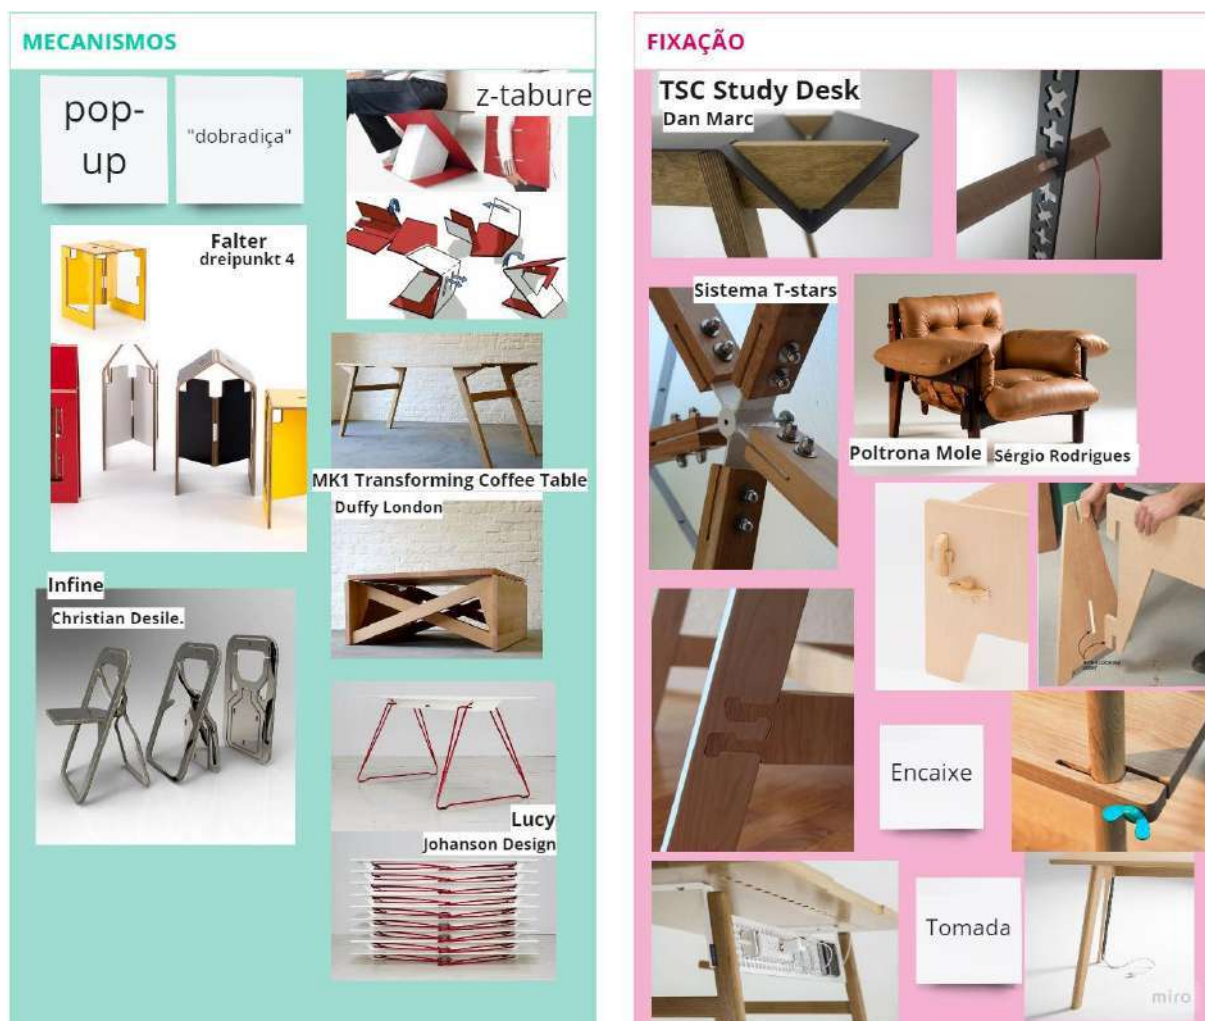 MECANISMOS
pop-
up
"dobradiça"
z-tabure
Falter
dreipunkt 4
MK1 Transforming Coffee Table
Duffy London
Infine
Christian Desile.
Lucy
Johanson Design
FIXAÇÃO
TSC Study Desk
Dan Marc
Sistema T-stars
Poltrona Mole
Sérgio Rodrigues
Encaixe
Tomada
miro